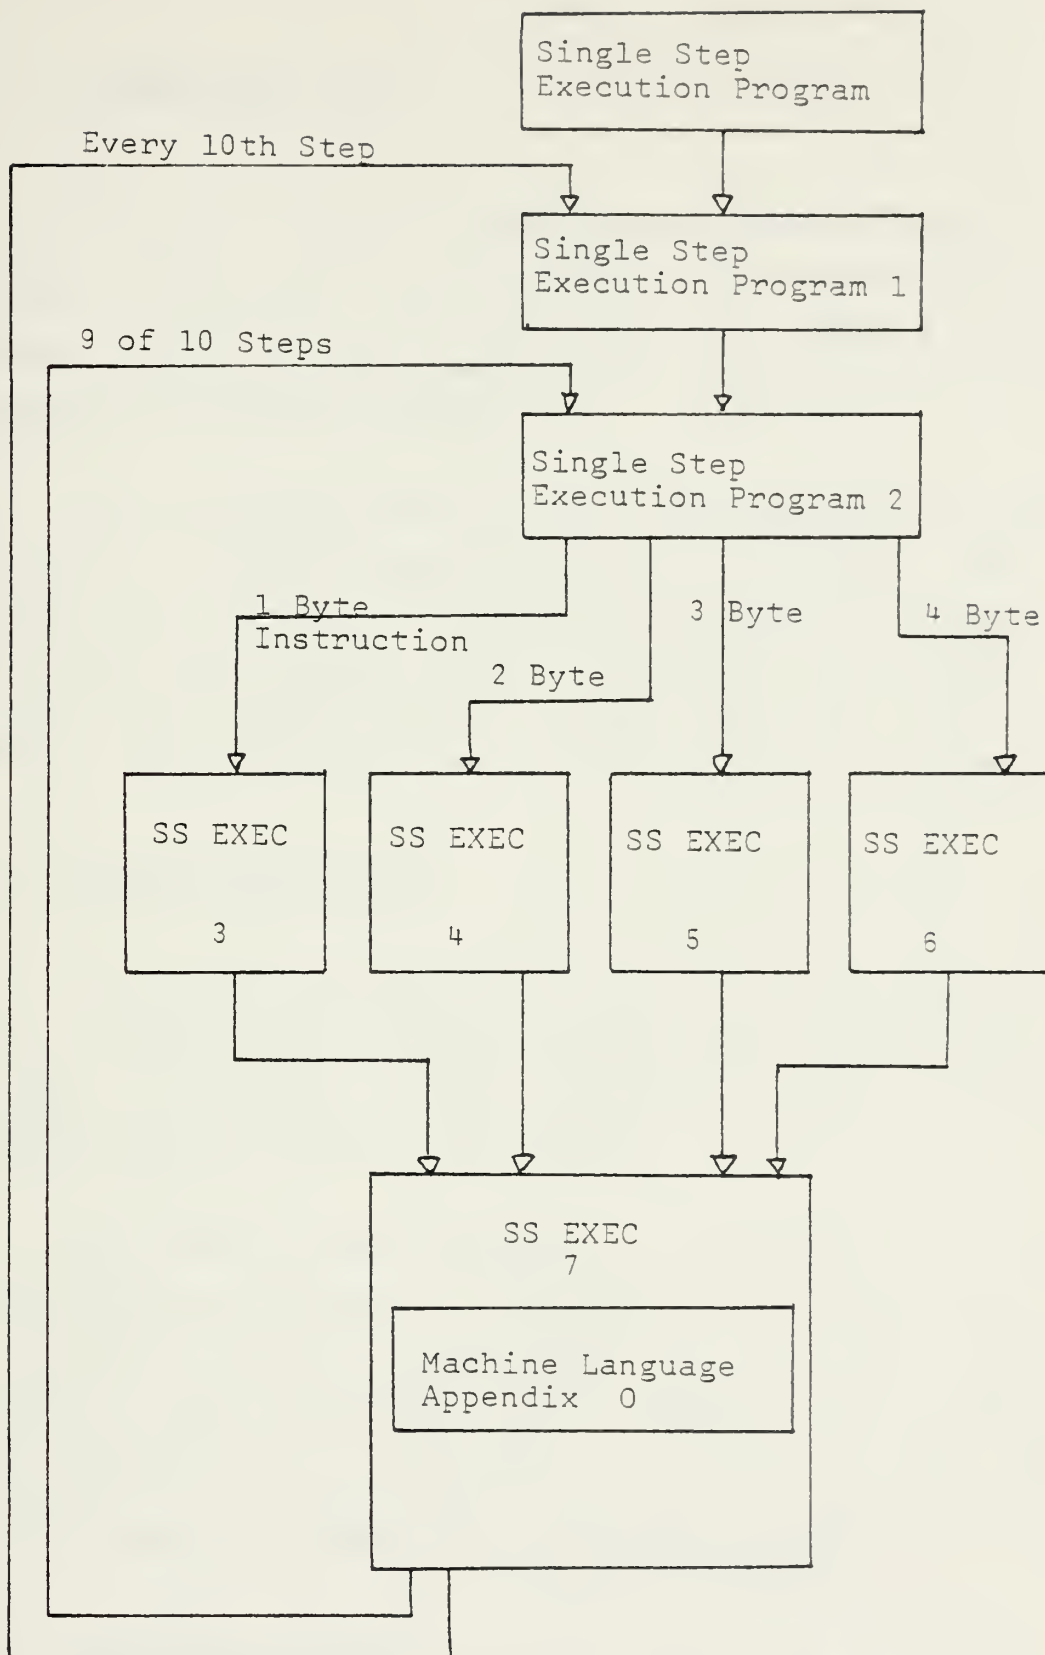 Single Step
Execution Program
Every 10th Step
Single Step
Execution Program 1
9 of 10 Steps
Single Step
Execution Program 2
1 Byte
Instruction
2 Byte
3 Byte
4 Byte
SS EXEC
3
SS EXEC
4
SS EXEC
5
SS EXEC
6
SS EXEC
7
Machine Language
Appendix O